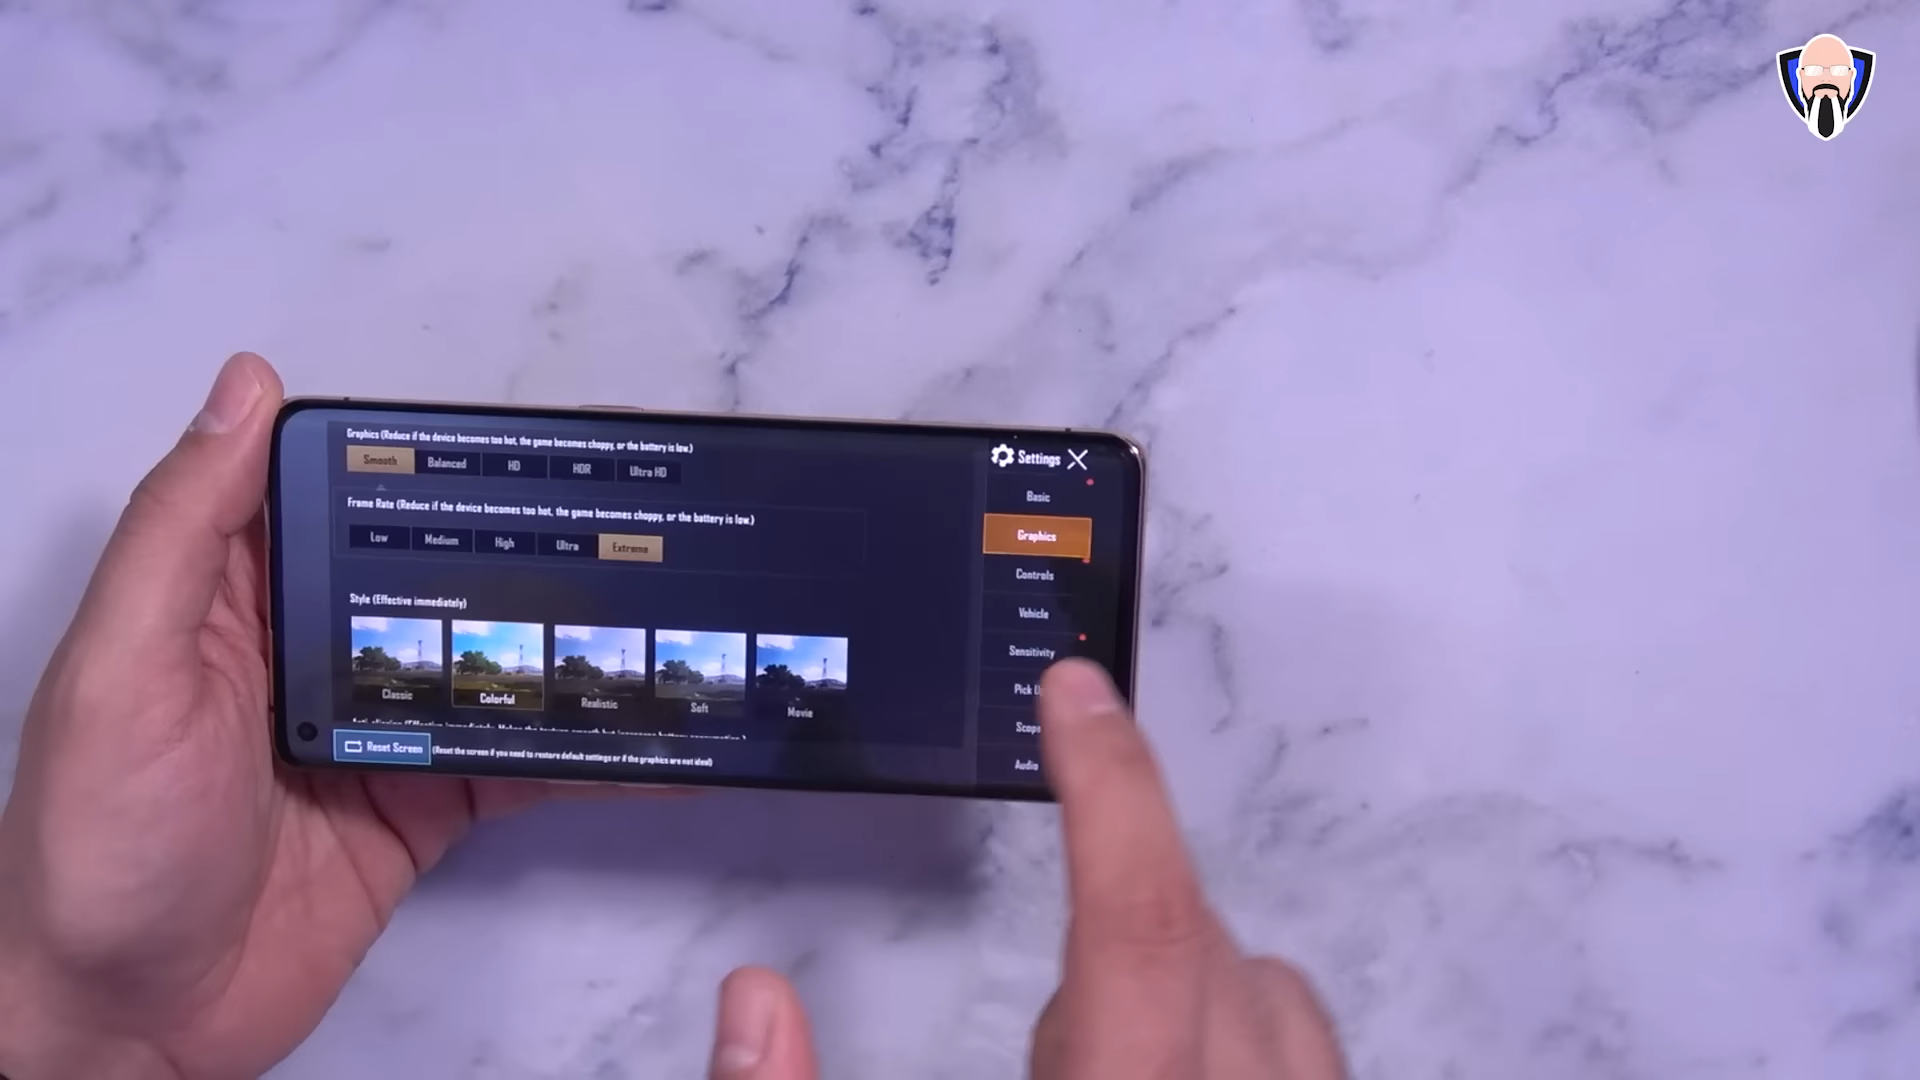 Graphics (Reduce if the device becomes too hot, the game becomes choppy, or the battery is low.)
Smooth
Balanced
HD
HDR
Ultra HD
Frame Rate (Reduce if the device becomes too hot, the game becomes choppy, or the battery is low.)
Low
Medium
High
Ultra
Extreme
Style (Effective immediately)
Classic
Colorful
Realistic
Soft
Movie
Reset Screen
(Reset the screen if you need to restore default settings or if the graphics are not ideal)
Settings
Basic
Graphics
Controls
Vehicle
Sensitivity
Pick
Scope
Audio